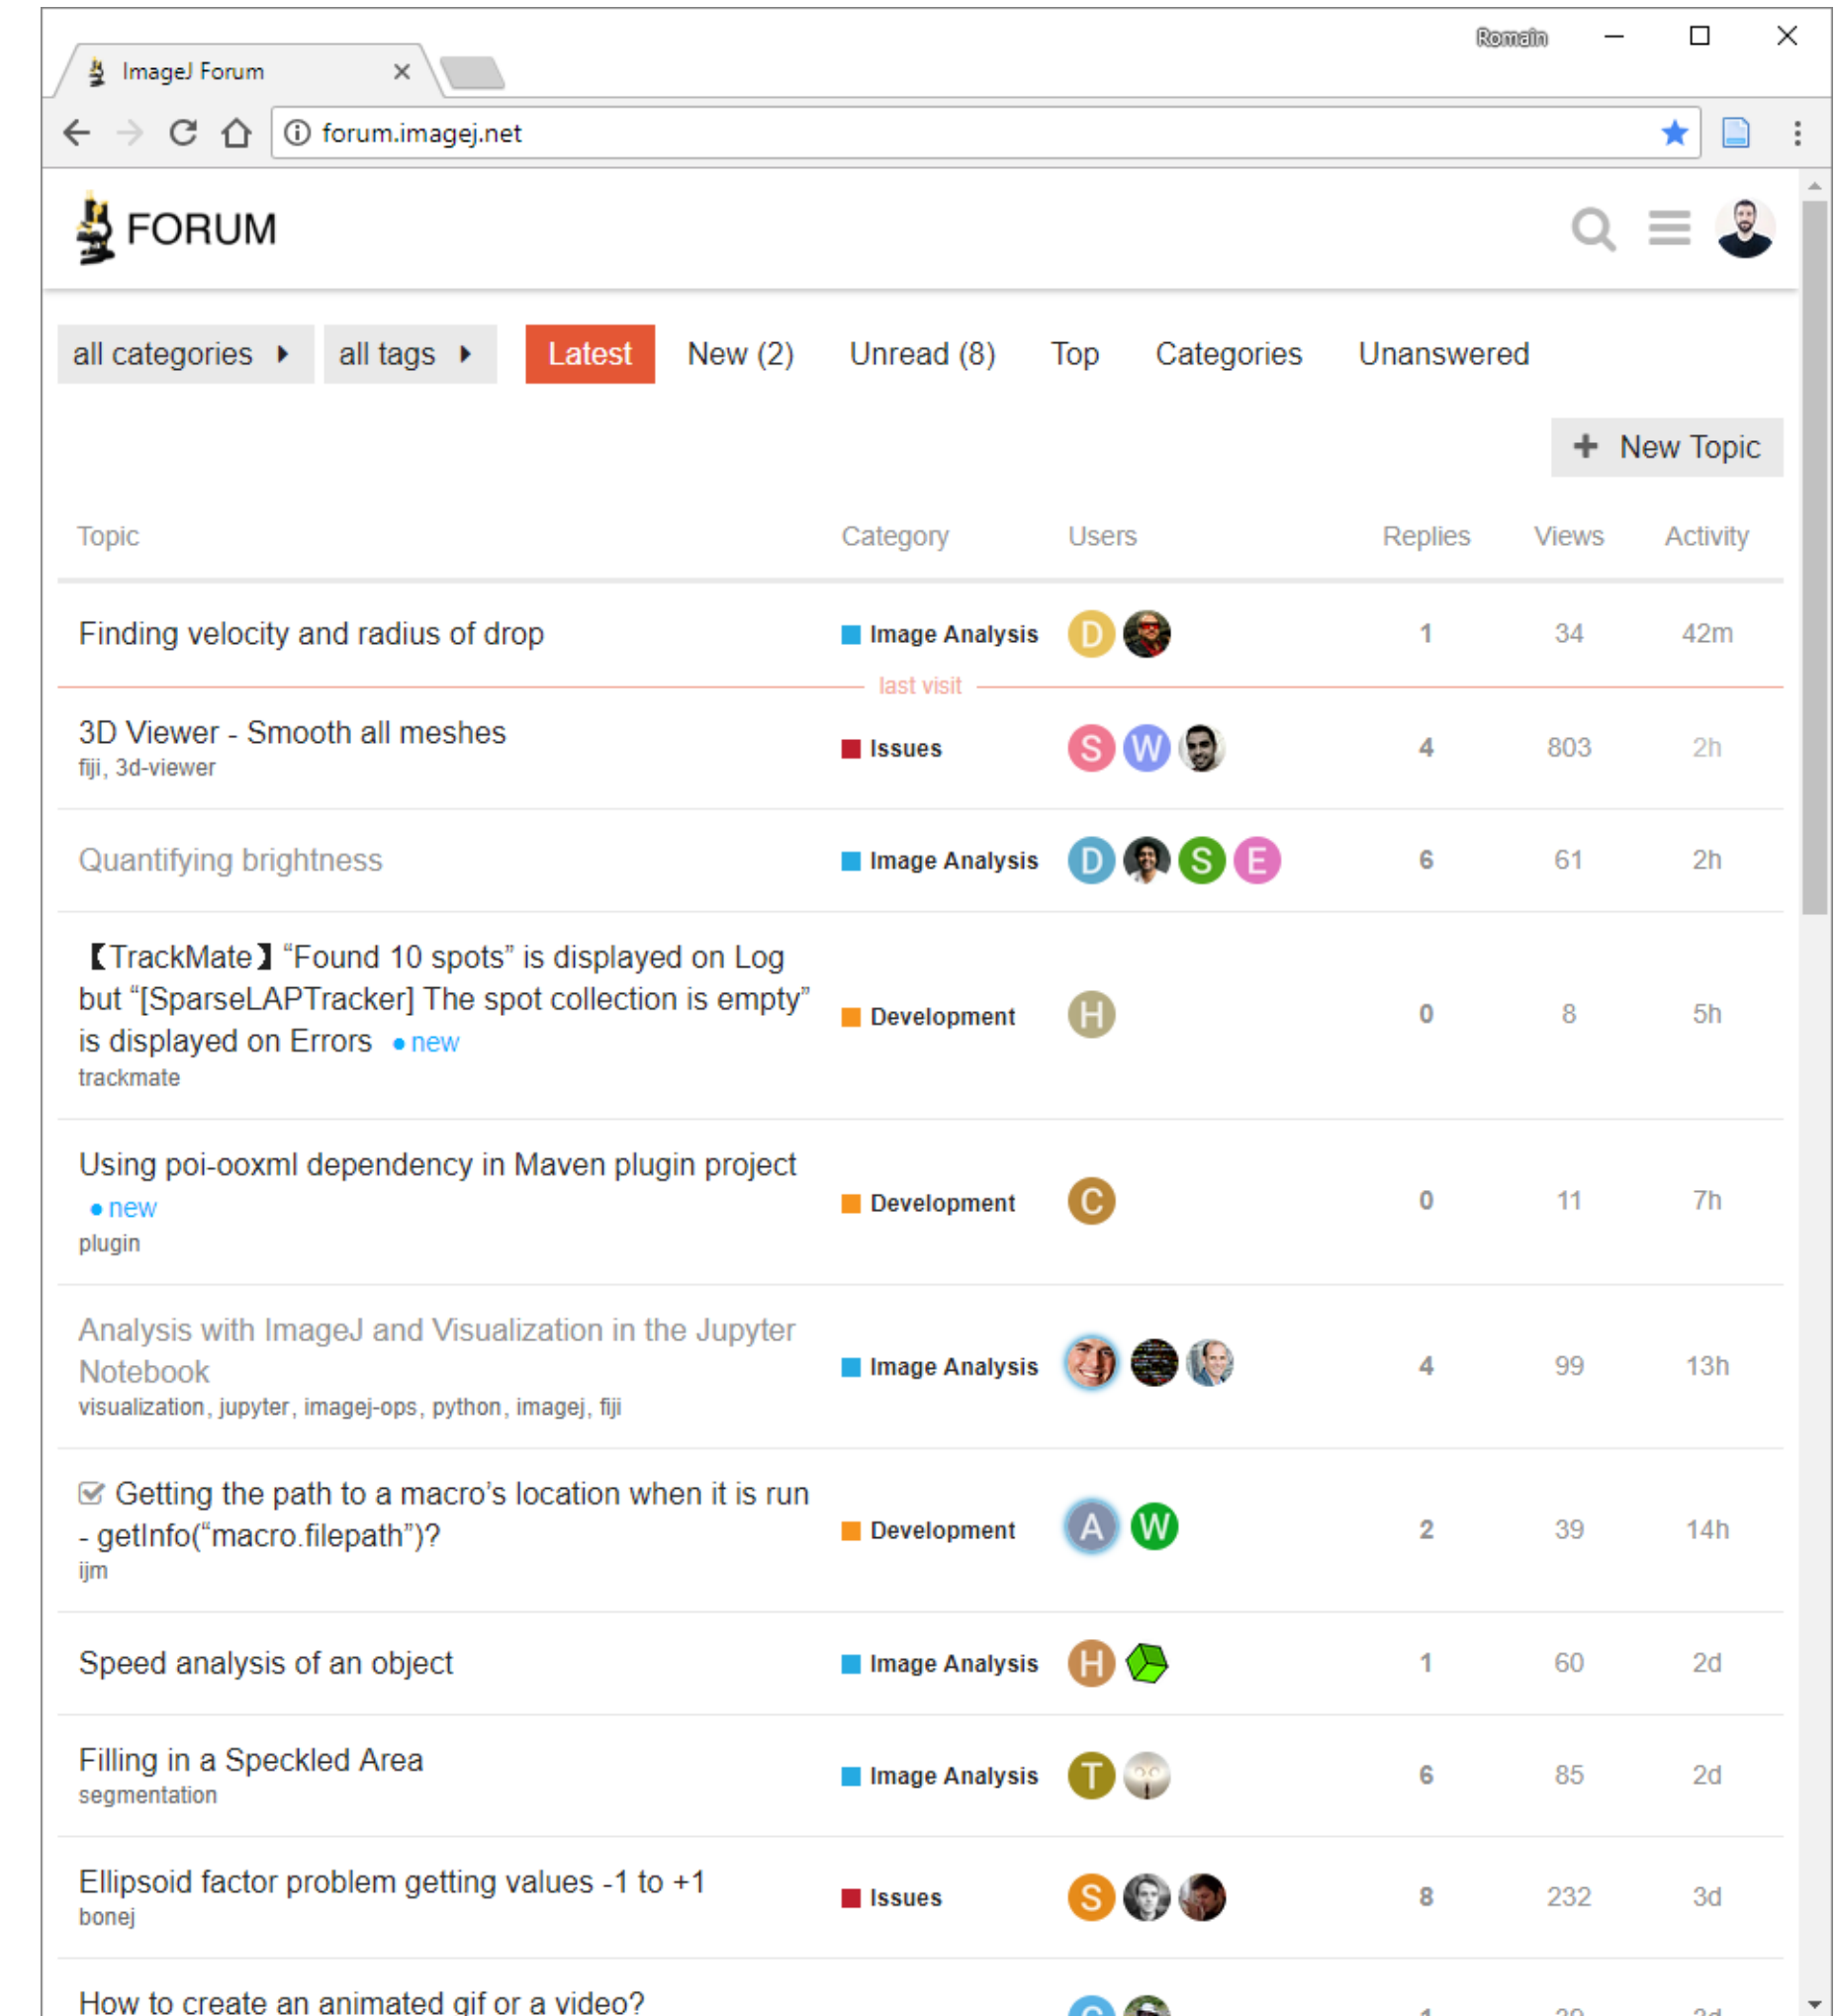 Romain
ImageJ Forum
forum.imagej.net
FORUM
all categories
all tags
Latest
New (2)
Unread (8)
Top
Categories
Unanswered
+ New Topic
Topic Category Users Replies Views Activity
Finding velocity and radius of drop Image Analysis D 1 34 42m
last visit
3D Viewer - Smooth all meshes
fiji, 3d-viewer
Issues S W 4 803 2h
Quantifying brightness Image Analysis D S E 6 61 2h
【TrackMate】“Found 10 spots” is displayed on Log
but “[SparseLAPTracker] The spot collection is empty”
is displayed on Errors • new
trackmate
Development H 0 8 5h
Using poi-ooxml dependency in Maven plugin project
• new
plugin
Development C 0 11 7h
Analysis with ImageJ and Visualization in the Jupyter
Notebook
visualization, jupyter, imagej-ops, python, imagej, fiji
Image Analysis 4 99 13h
Getting the path to a macro’s location when it is run
- getInfo(“macro.filepath”)?
ijm
Development A W 2 39 14h
Speed analysis of an object Image Analysis H 1 60 2d
Filling in a Speckled Area
segmentation
Image Analysis T 6 85 2d
Ellipsoid factor problem getting values -1 to +1
bonej
Issues S 8 232 3d
How to create an animated gif or a video?